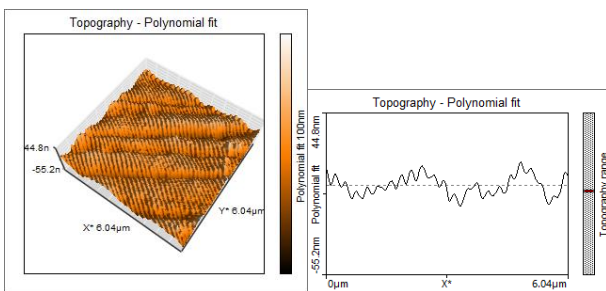 Topography - Polynomial fit
44.8n
-55.2n
X* 6.04µm
Y* 6.04µm
Polynomial fit 100nm
Topography - Polynomial fit
44.8nm
Polynomial fit
-55.2nm
0µm
X*
6.04µm
Topography range